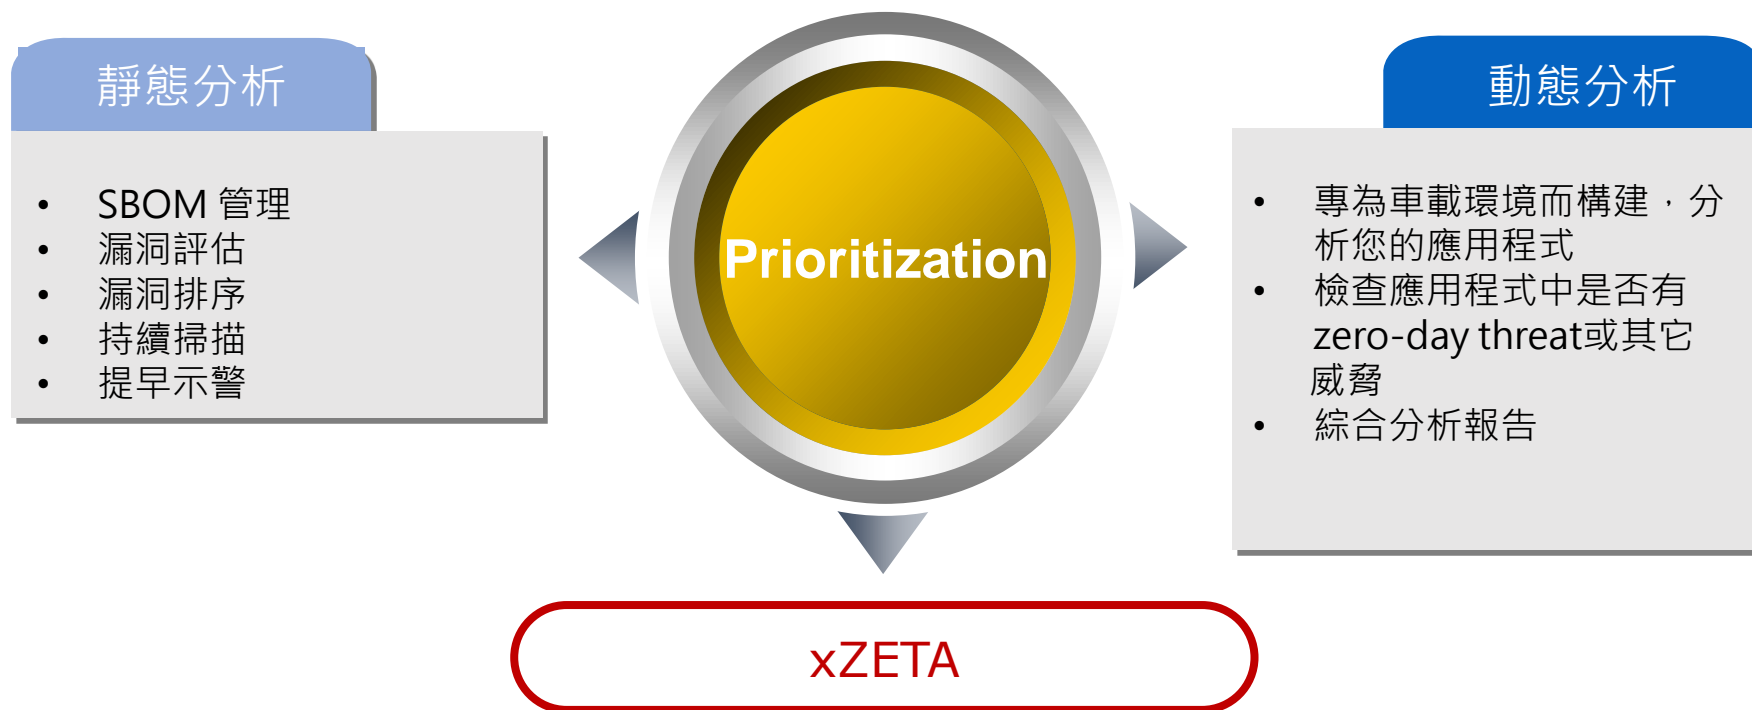 靜態分析
• SBOM 管理
• 漏洞評估
• 漏洞排序
• 持續掃描
• 提早示警
Prioritization
動態分析
• 專為車載環境而構建，分
析您的應用程式
• 檢查應用程式中是否有
zero-day threat或其它
威脅
• 綜合分析報告
xZETA